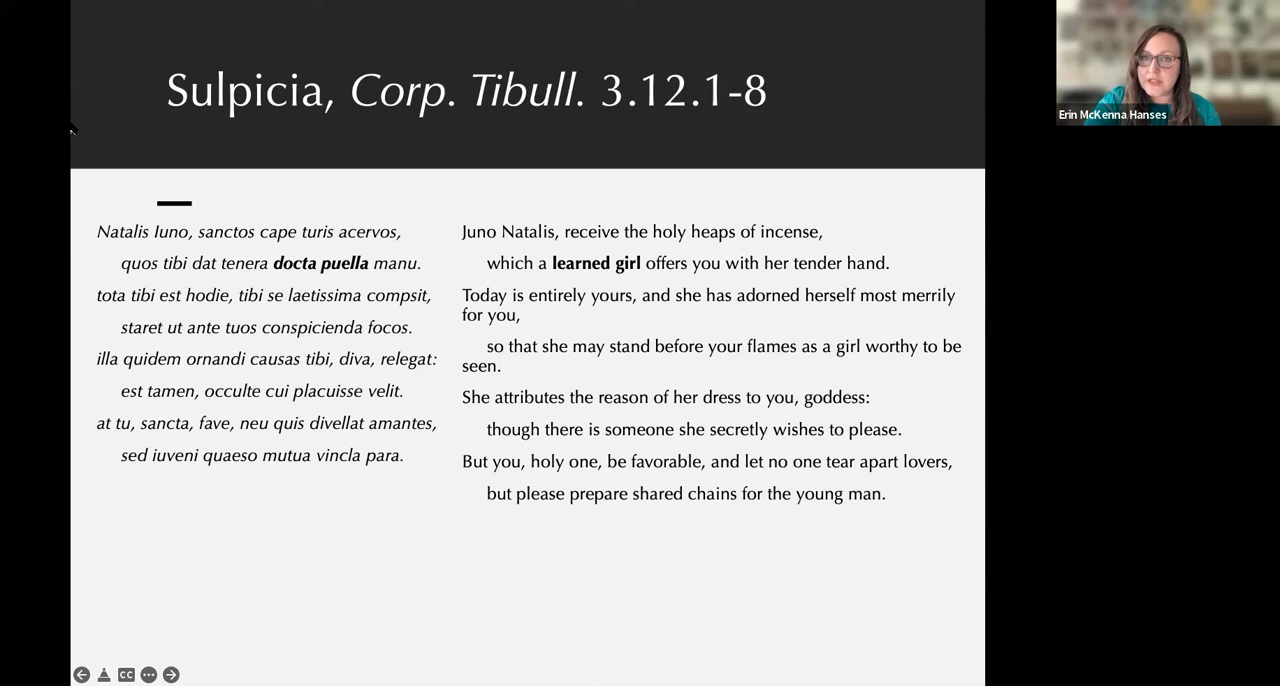 Sulpicia, Corp. Tibull. 3.12.1-8
Erin McKenna Hanses
Natalis Iuno, sanctos cape turis acervos,
quos tibi dat tenera docta puella manu.
tota tibi est hodie, tibi se laetissima compsit,
staret ut ante tuos conspicienda focos.
illa quidem ornandi causas tibi, diva, relegat:
est tamen, occulte cui placuisse velit.
at tu, sancta, fave, neu quis divellat amantes,
sed iuveni quaeso mutua vincla para.
Juno Natalis, receive the holy heaps of incense,
which a learned girl offers you with her tender hand.
Today is entirely yours, and she has adorned herself most merrily
for you,
so that she may stand before your flames as a girl worthy to be
seen.
She attributes the reason of her dress to you, goddess:
though there is someone she secretly wishes to please.
But you, holy one, be favorable, and let no one tear apart lovers,
but please prepare shared chains for the young man.
CC